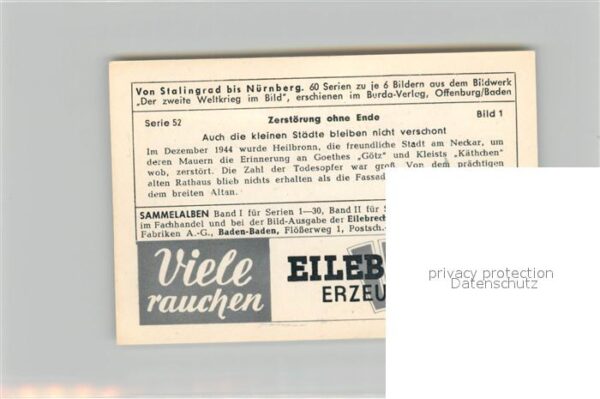 Von Stalingrad bis Nürnberg. 60 Serien zu je 6 Bildern aus dem Bildwerk
„Der zweite Weltkrieg im Bild", erschienen im Burda-Verlag, Offenburg/Baden
Serie 52 Zerstörung ohne Ende Bild 1
Auch die kleinen Städte bleiben nicht verschont
Im Dezember 1944 wurde Heilbronn, die freundliche Stadt am Neckar, um
deren Mauern die Erinnerung an Goethes „Götz" und Kleists „Käthchen"
wob, zerstört. Die Zahl der Todesopfer war groß. Von dem prächtigen
alten Rathaus blieb nichts erhalten als die Fassad
dem breiten Altan.
SAMMELALBEN Band I für Serien 1—30, Band II für S
im Fachhandel und bei der Bild-Ausgabe der Eilebrech
Fabriken A.-G., Baden-Baden, Flößerweg 1, Postsch.-
Viele
rauchen
EILEB
ERZEU
privacy protection
Datenschutz